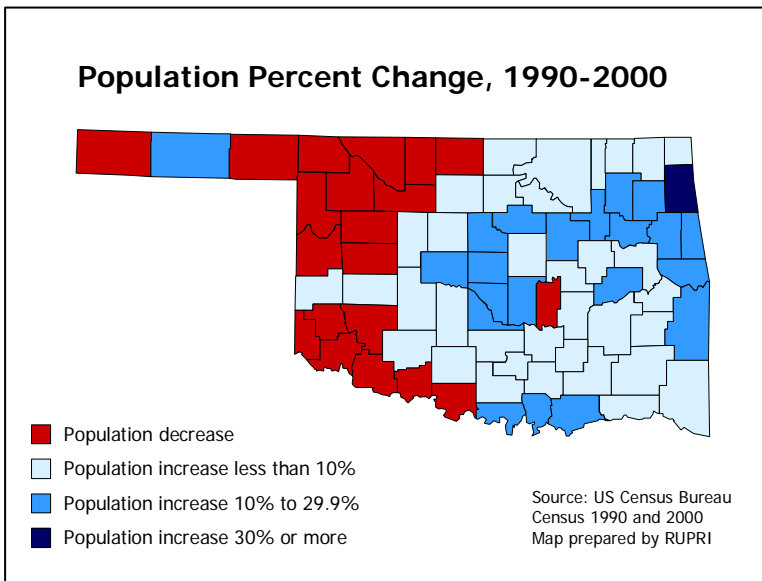 Population Percent Change, 1990-2000
Population decrease
Population increase less than 10%
Population increase 10% to 29.9%
Population increase 30% or more
Source: US Census Bureau
Census 1990 and 2000
Map prepared by RUPRI